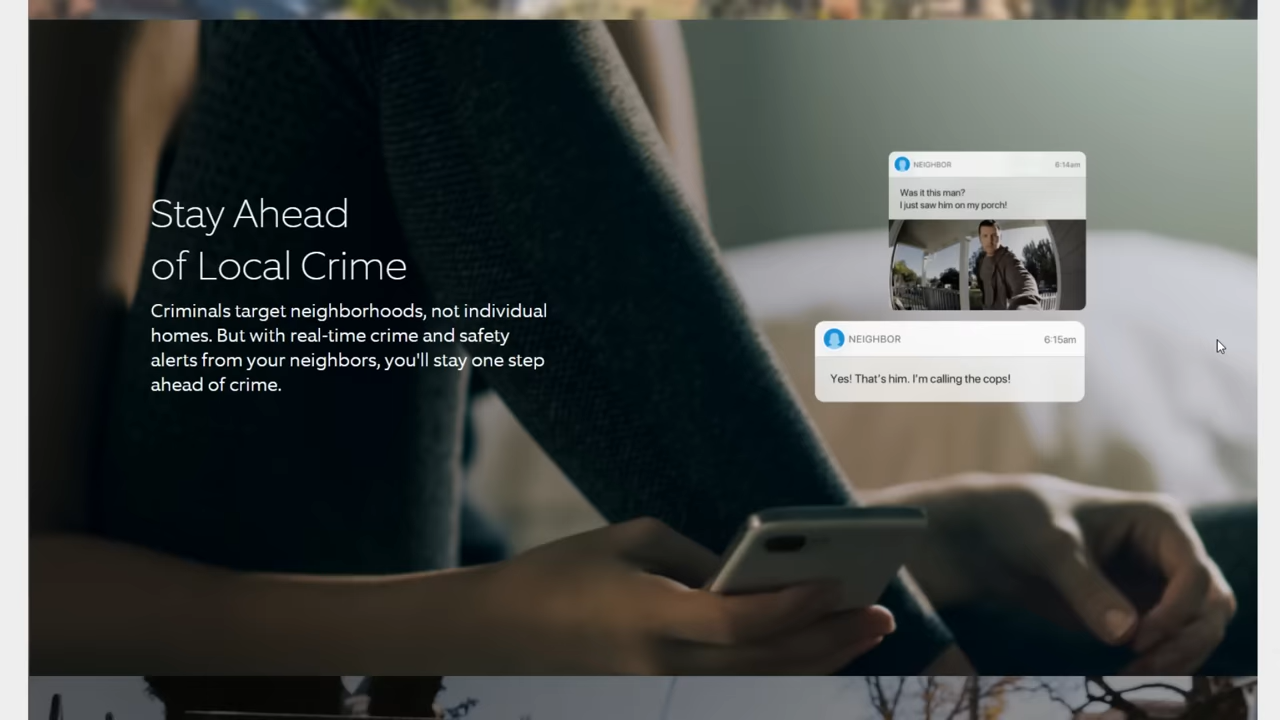 Stay Ahead
of Local Crime
Criminals target neighborhoods, not individual
homes. But with real-time crime and safety
alerts from your neighbors, you'll stay one step
ahead of crime.
NEIGHBOR 6:14am
Was it this man?
I just saw him on my porch!
NEIGHBOR 6:15am
Yes! That's him. I'm calling the cops!